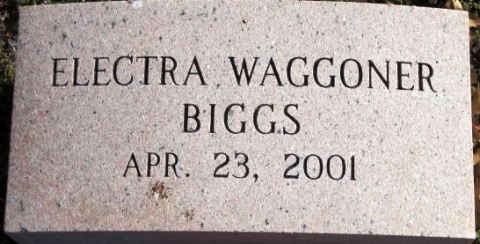 ELECTRA WAGGONER
BIGGS
APR. 23, 2001